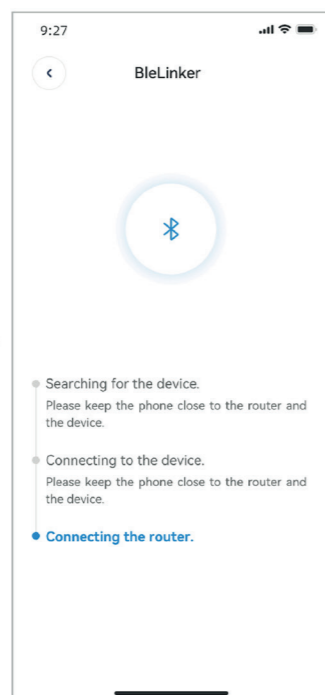 9:27
BleLinker
Searching for the device.
Please keep the phone close to the router and
the device.
Connecting to the device.
Please keep the phone close to the router and
the device.
Connecting the router.